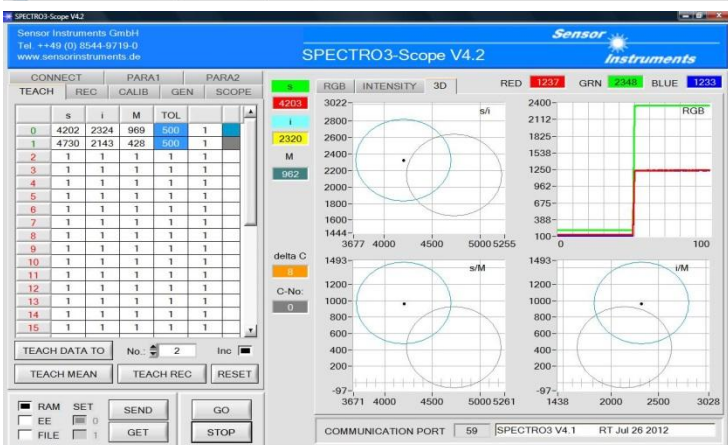 SPECTRO3-Scope V4.2
Sensor Instruments GmbH
Tel. ++49 (0) 8544-9719-0
www.sensorinstruments.de
SPECTRO3-Scope V4.2
Sensor
Instruments
CONNECT PARA1 PARA2
TEACH REC CALIB GEN SCOPE
s i M TOL
0 4202 2324 969 500 1
1 4730 2143 428 500 1
2 1 1 1 1 1
3 1 1 1 1 1
4 1 1 1 1 1
5 1 1 1 1 1
6 1 1 1 1 1
7 1 1 1 1 1
8 1 1 1 1 1
9 1 1 1 1 1
10 1 1 1 1 1
11 1 1 1 1 1
12 1 1 1 1 1
13 1 1 1 1 1
14 1 1 1 1 1
15 1 1 1 1 1
TEACH DATA TO No.: 2 Inc
TEACH MEAN TEACH REC RESET
RAM SET SEND GO
EE 0
FILE 1 GET STOP
s
4203
i
2320
M
962
delta C
8
C-No:
0
RGB INTENSITY 3D RED 1237 GRN 2348 BLUE 1233
s/i
3022
2800
2600
2400
2200
2000
1800
1600
1444
3677 4000 4500 5000 5255
RGB
2400
2112
1825
1538
1250
962
675
388
100
0 100
s/M
1493
1200
1000
800
600
400
200
-97
3671 4000 4500 5000 5261
i/M
1493
1200
1000
800
600
400
200
-97
1438 2000 2500 3028
COMMUNICATION PORT 59 SPECTRO3 V4.1 RT Jul 26 2012